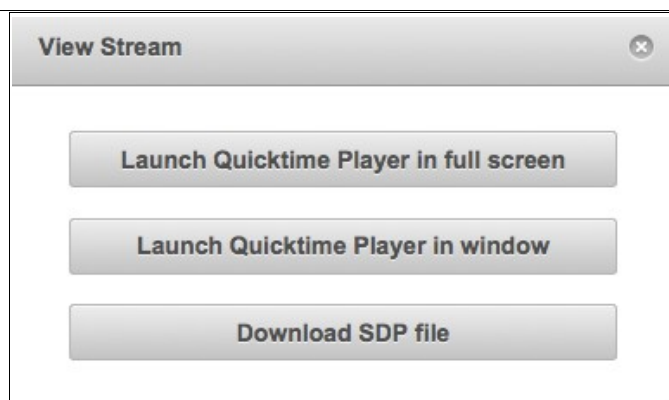 View Stream
Launch Quicktime Player in full screen
Launch Quicktime Player in window
Download SDP file